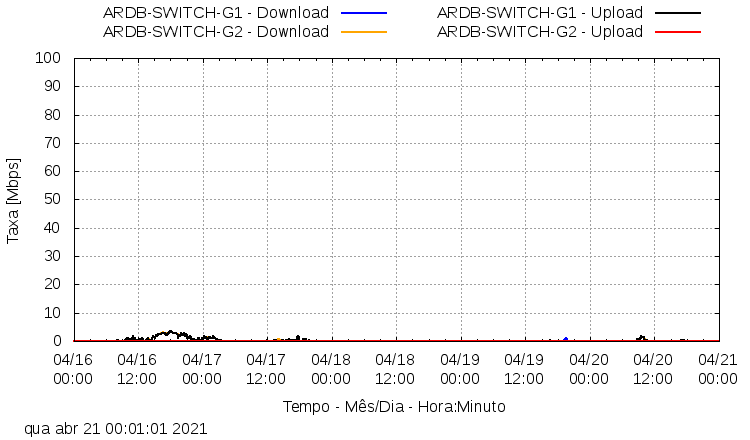 ARDB-SWITCH-G1 - Download ARDB-SWITCH-G1 - Upload
ARDB-SWITCH-G2 - Download ARDB-SWITCH-G2 - Upload
Taxa [Mbps]
100
90
80
70
60
50
40
30
20
10
0
04/16 04/16 04/17 04/17 04/18 04/18 04/19 04/19 04/20 04/20 04/21
00:00 12:00 00:00 12:00 00:00 12:00 00:00 12:00 00:00 12:00 00:00
Tempo - Mês/Dia - Hora:Minuto
qua abr 21 00:01:01 2021